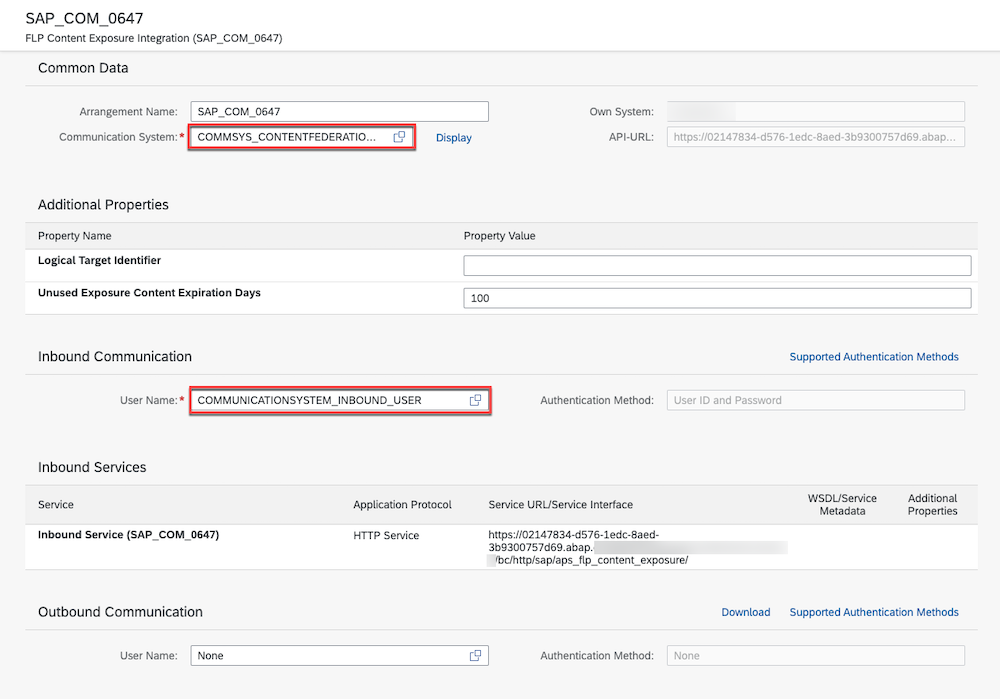 SAP_COM_0647
FLP Content Exposure Integration (SAP_COM_0647)
Common Data
Arrangement Name: SAP_COM_0647 Own System:
Communication System:* COMMSYS_CONTENTFEDERATIO... Display API-URL: https://02147834-d576-1edc-8aed-3b9300757d69.abap...
Additional Properties
Property Name Property Value
Logical Target Identifier
Unused Exposure Content Expiration Days 100
Inbound Communication Supported Authentication Methods
User Name:* COMMUNICATIONSYSTEM_INBOUND_USER Authentication Method: User ID and Password
Inbound Services
Service Application Protocol Service URL/Service Interface WSDL/Service Metadata Additional Properties
Inbound Service (SAP_COM_0647) HTTP Service https://02147834-d576-1edc-8aed-
3b9300757d69.abap.
/bc/http/sap/aps_flp_content_exposure/
Outbound Communication Download Supported Authentication Methods
User Name: None Authentication Method: None